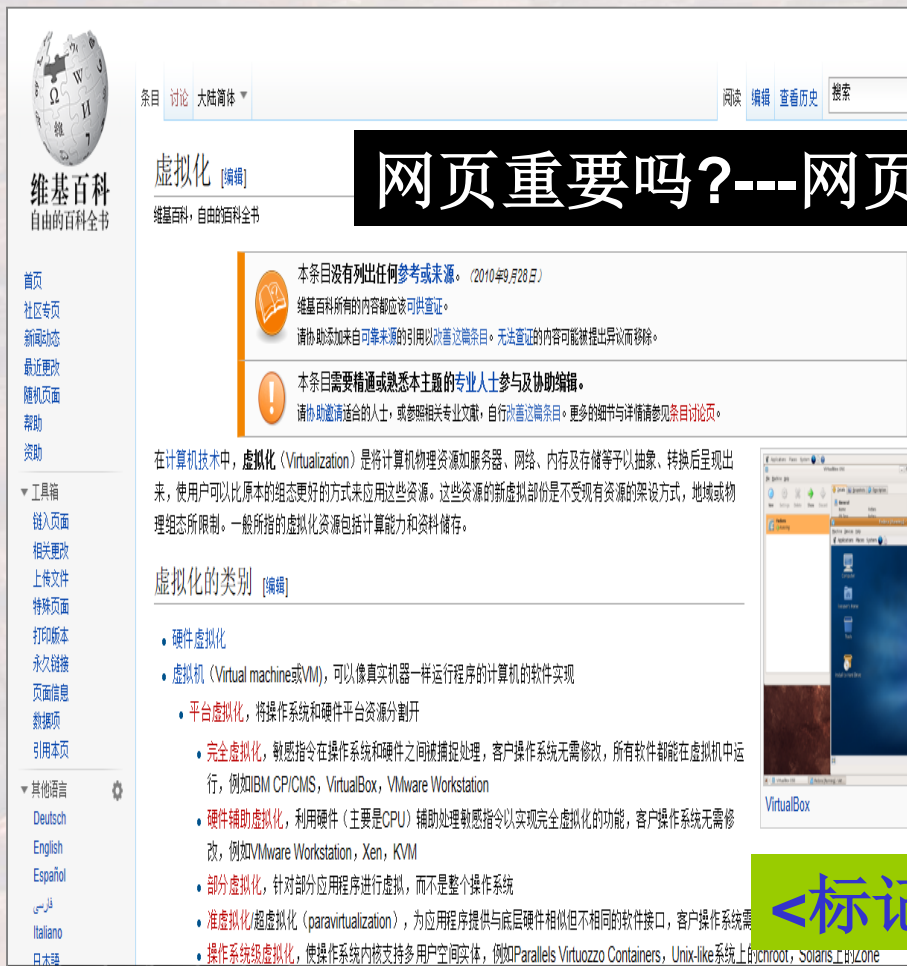 条目 讨论 大陆简体 阅读 编辑 查看历史 搜索
维基百科
自由的百科全书
虚拟化 [编辑]
网页重要吗?---网页
维基百科，自由的百科全书
首页
社区专页
新闻动态
最近更改
随机页面
帮助
资助
工具箱
链入页面
相关更改
上传文件
特殊页面
打印版本
永久链接
页面信息
数据项
引用本页
其他语言
Deutsch
English
Español
فارسی
Italiano
日本語
本条目没有列出任何参考或来源。(2010年9月28日)
维基百科所有的内容都应该可供查证。
请协助添加来自可靠来源的引用以改善这篇条目。无法查证的内容可能被提出异议而移除。
本条目需要精通或熟悉本主题的专业人士参与及协助编辑。
请协助邀请适合的人士，或参照相关专业文献，自行改善这篇条目。更多的细节与详情请参见条目讨论页。
在计算机技术中，虚拟化（Virtualization）是将计算机物理资源如服务器、网络、内存及存储等予以抽象、转换后呈现出
来，使用户可以比原本的组态更好的方式来应用这些资源。这些资源的新虚拟部份是不受现有资源的架设方式，地域或物
理组态所限制。一般所指的虚拟化资源包括计算能力和资料储存。
虚拟化的类别 [编辑]
硬件虚拟化
虚拟机（Virtual machine或VM)，可以像真实机器一样运行程序的计算机的软件实现
平台虚拟化，将操作系统和硬件平台资源分割开
完全虚拟化，敏感指令在操作系统和硬件之间被捕捉处理，客户操作系统无需修改，所有软件都能在虚拟机中运
行，例如IBM CP/CMS，VirtualBox，VMware Workstation
硬件辅助虚拟化，利用硬件（主要是CPU）辅助处理敏感指令以实现完全虚拟化的功能，客户操作系统无需修
改，例如VMware Workstation，Xen，KVM
部分虚拟化，针对部分应用程序进行虚拟，而不是整个操作系统
准虚拟化/超虚拟化（paravirtualization），为应用程序提供与底层硬件相似但不相同的软件接口，客户操作系统需
操作系统级虚拟化，使操作系统内核支持多用户空间实体，例如Parallels Virtuozzo Containers，Unix-like系统上的chroot，Solaris上的Zone
VirtualBox
<标记